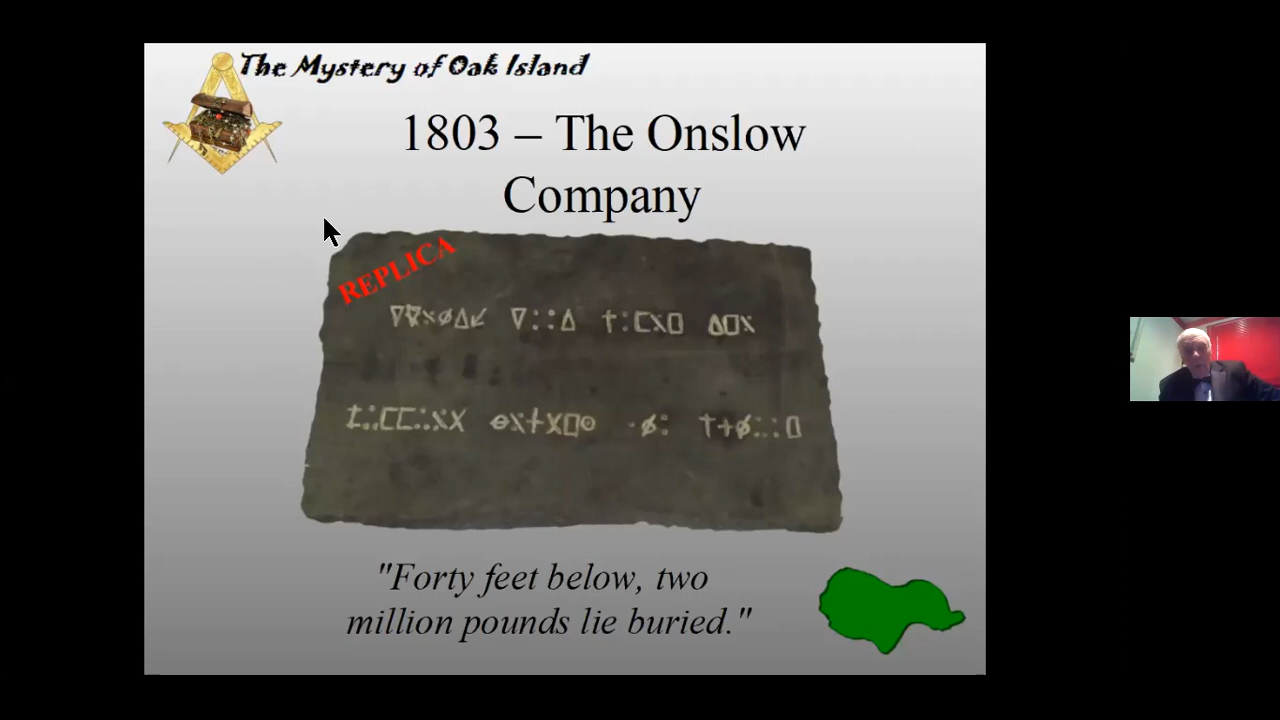 The Mystery of Oak Island
1803 – The Onslow
Company
REPLICA
"Forty feet below, two
million pounds lie buried."